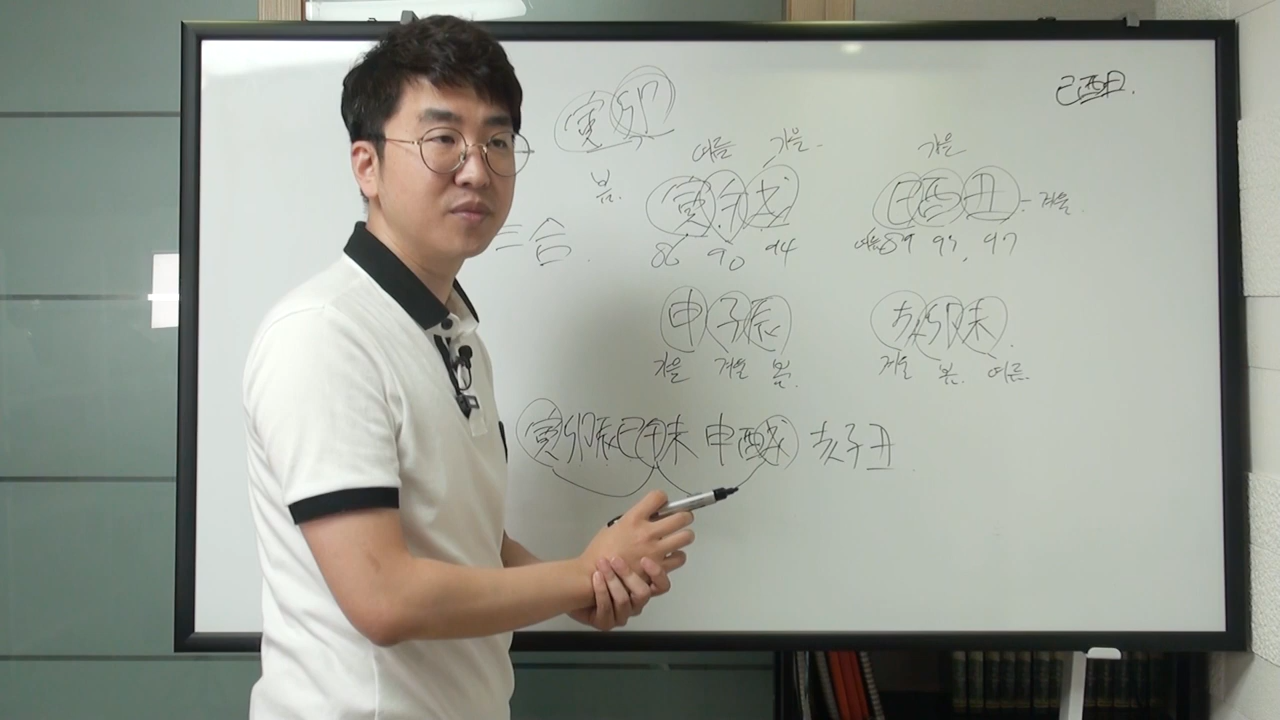 寅卯
己酉日.
여름 가을.
가을
봄.
寅午戌
巳酉丑 - 겨울.
三合.
86 90 94
여름 89 93, 97
申子辰
亥卯未.
가을 겨울 봄.
겨울 봄. 여름.
寅卯辰巳午未 申酉戌 亥子丑